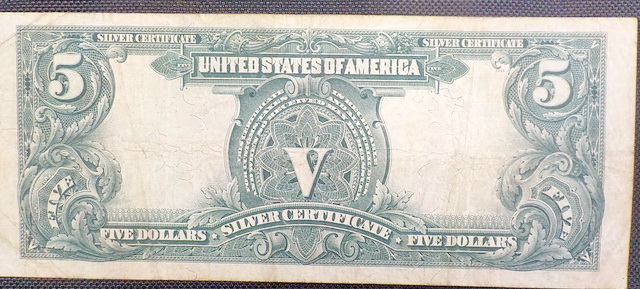 SILVER CERTIFICATE SILVER CERTIFICATE
UNITED STATES OF AMERICA
5 5
V
FIVE FIVE
SILVER CERTIFICATE
FIVE DOLLARS FIVE DOLLARS